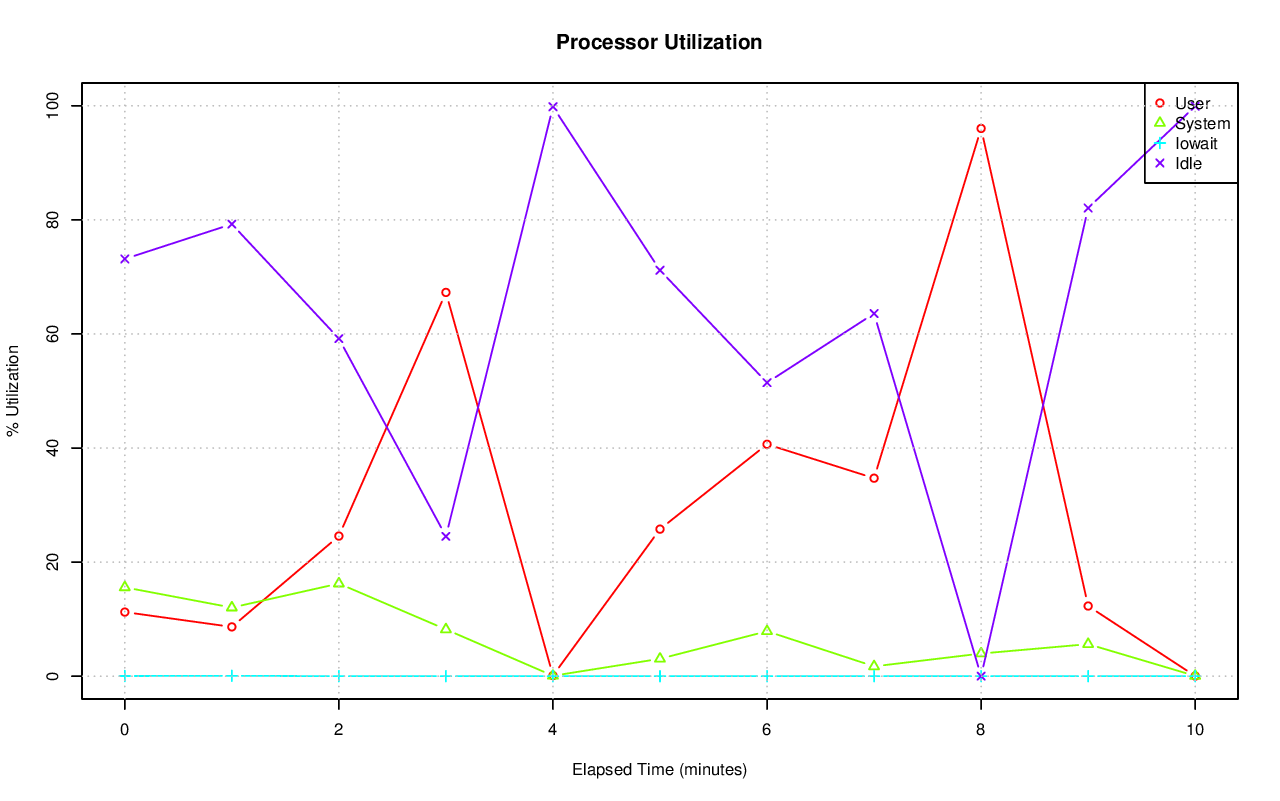 Processor Utilization
% Utilization
100
80
60
40
20
0
User
System
Iowait
Idle
0 2 4 6 8 10
Elapsed Time (minutes)